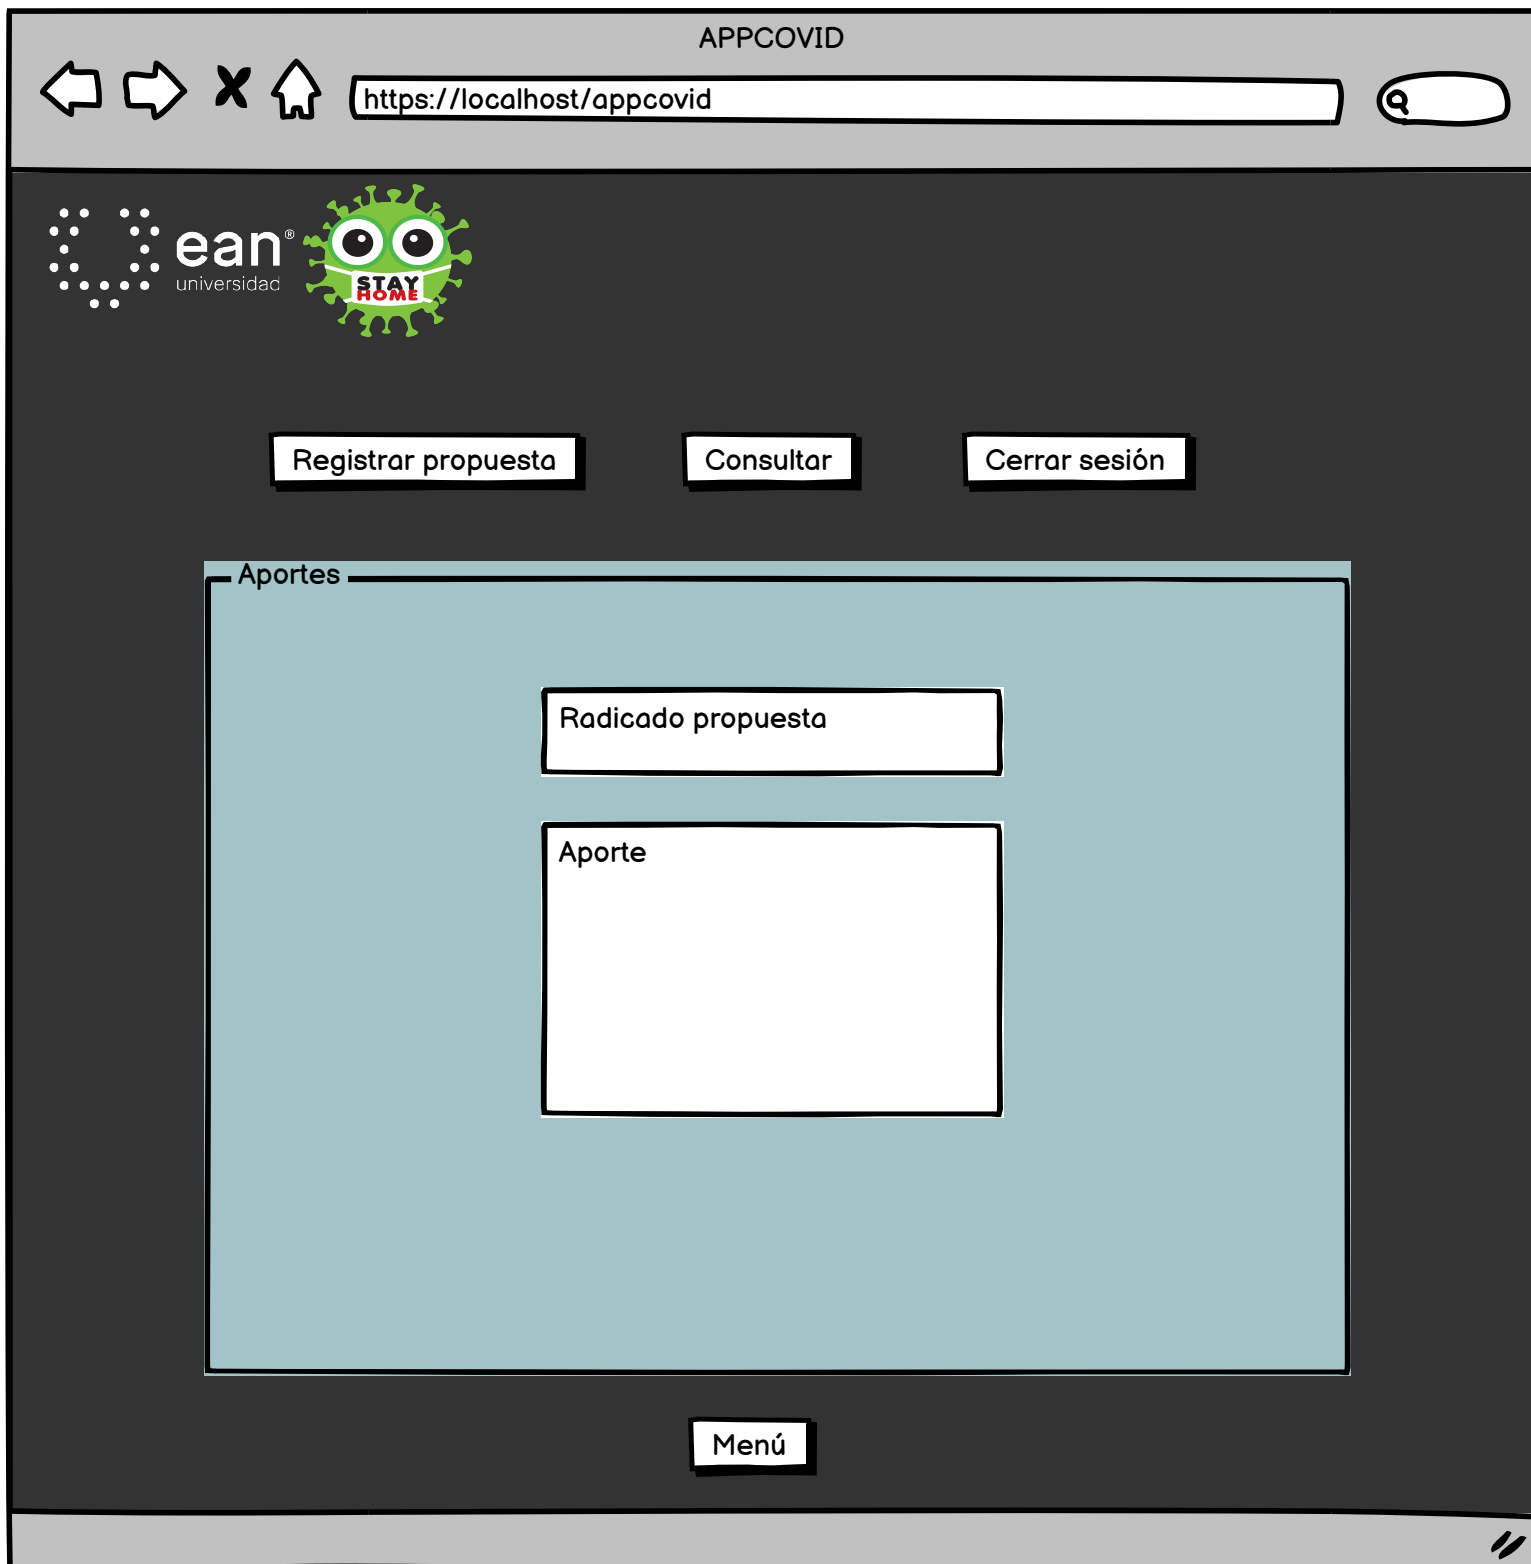 APPCOVID
https://localhost/appcovid
ean®
universidad
STAY
HOME
Registrar propuesta
Consultar
Cerrar sesión
Aportes
Radicado propuesta
Aporte
Menú